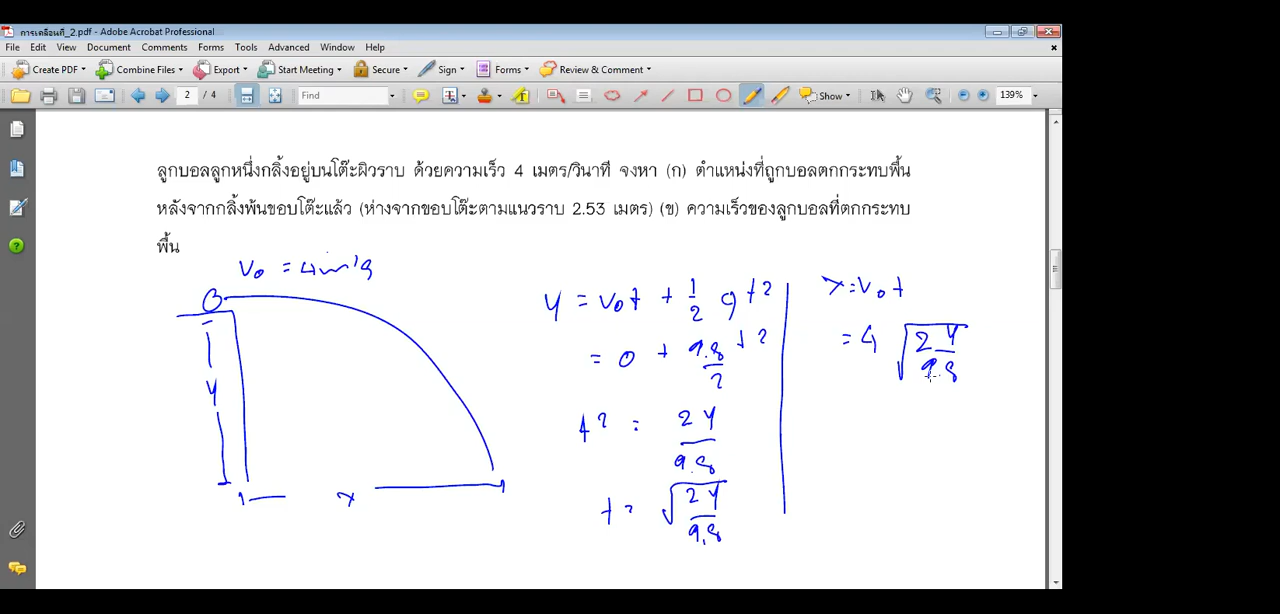 การเคลื่อนที่_2.pdf - Adobe Acrobat Professional
File Edit View Document Comments Forms Tools Advanced Window Help
Create PDF Combine Files Export Start Meeting Secure Sign Forms Review & Comment
2 / 4 Find Show 139%
ลูกบอลลูกหนึ่งกลิ้งอยู่บนโต๊ะผิวราบ ด้วยความเร็ว 4 เมตร/วินาที จงหา (ก) ตำแหน่งที่ถูกบอลตกกระทบพื้น
หลังจากกลิ้งพ้นขอบโต๊ะแล้ว (ห่างจากขอบโต๊ะตามแนวราบ 2.53 เมตร) (ข) ความเร็วของลูกบอลที่ตกกระทบ
พื้น
V₀ = 4 m/s
y
x
y = v₀t + 1/2 gt²
= 0 + 9.8/2 t²
t² = 2y/9.8
t = √(2y/9.8)
x = v₀t
= 4 √(2y/9.8)